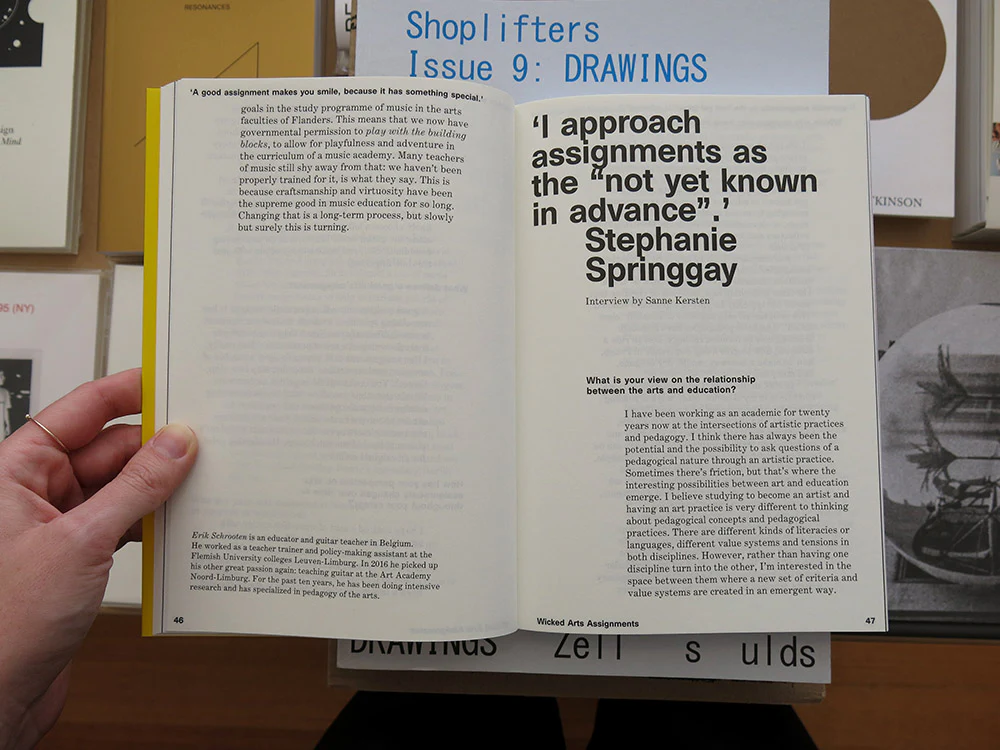 RESONANCES
Shoplifters
Issue 9: DRAWINGS
'A good assignment makes you smile, because it has something special.'
goals in the study programme of music in the arts
faculties of Flanders. This means that we now have
governmental permission to play with the building
blocks, to allow for playfulness and adventure in
the curriculum of a music academy. Many teachers
of music still shy away from that: we haven't been
properly trained for it, is what they say. This is
because craftsmanship and virtuosity have been
the supreme good in music education for so long.
Changing that is a long-term process, but slowly
but surely this is turning.
Erik Schrooten is an educator and guitar teacher in Belgium.
He worked as a teacher trainer and policy-making assistant at the
Flemish University colleges Leuven-Limburg. In 2016 he picked up
his other great passion again: teaching guitar at the Art Academy
Noord-Limburg. For the past ten years, he has been doing intensive
research and has specialized in pedagogy of the arts.
46
‘I approach
assignments as
the “not yet known
in advance”.’
Stephanie
Springgay
Interview by Sanne Kersten
What is your view on the relationship
between the arts and education?
I have been working as an academic for twenty
years now at the intersections of artistic practices
and pedagogy. I think there has always been the
potential and the possibility to ask questions of a
pedagogical nature through an artistic practice.
Sometimes there's friction, but that's where the
interesting possibilities between art and education
emerge. I believe studying to become an artist and
having an art practice is very different to thinking
about pedagogical concepts and pedagogical
practices. There are different kinds of literacies or
languages, different value systems and tensions in
both disciplines. However, rather than having one
discipline turn into the other, I'm interested in the
space between them where a new set of criteria and
value systems are created in an emergent way.
Wicked Arts Assignments
47
Mind
95 (NY)
TKINSON
DRAWINGS Zell s ulds